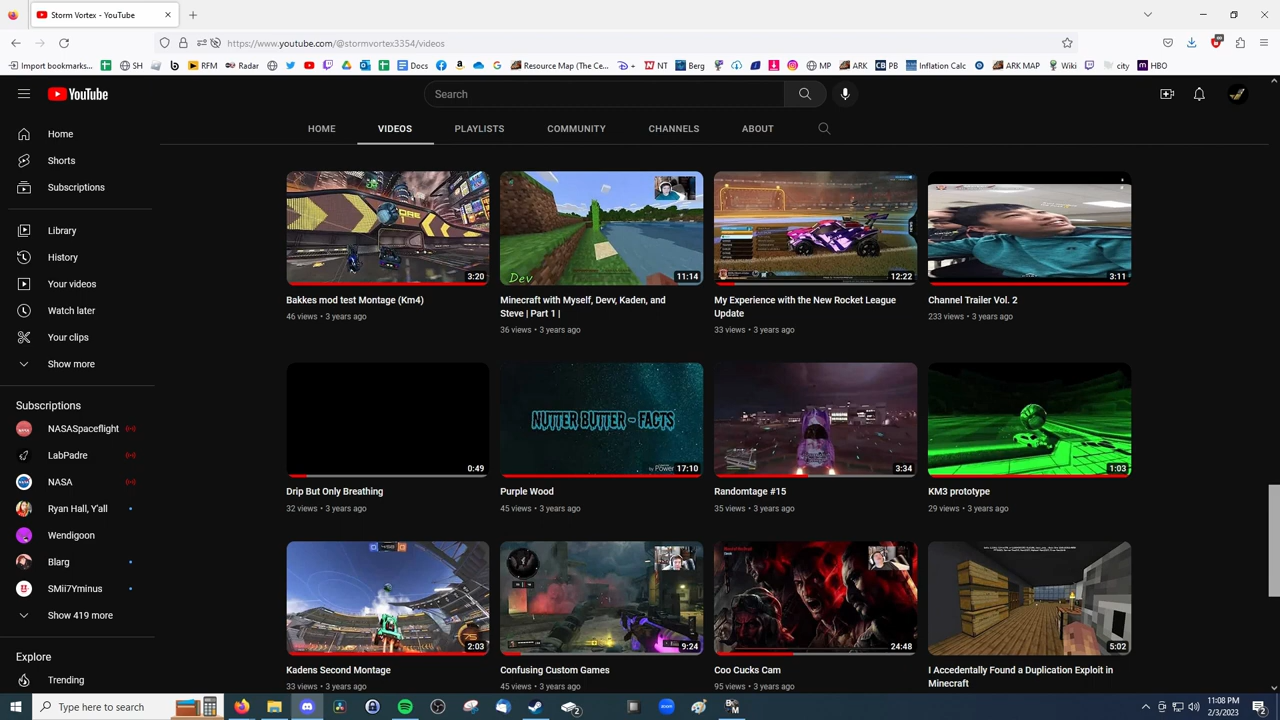 Storm Vortex - YouTube
https://www.youtube.com/@stormvortex3354/videos
Import bookmarks...
SH
RFM
Radar
Docs
Resource Map (The Ce...
NT
Berg
MP
ARK
PB
Inflation Calc
ARK MAP
Wiki
city
HBO
YouTube
Search
HOME
VIDEOS
PLAYLISTS
COMMUNITY
CHANNELS
ABOUT
Home
Shorts
Subscriptions
Library
History
Your videos
Watch later
Your clips
Show more
Subscriptions
NASASpaceflight
LabPadre
NASA
Ryan Hall, Y'all
Wendigoon
Blarg
SMii7Yminus
Show 419 more
Explore
Trending
3:20
Bakkes mod test Montage (Km4)
46 views • 3 years ago
Dev
11:14
Minecraft with Myself, Devv, Kaden, and
Steve | Part 1 |
36 views • 3 years ago
12:22
My Experience with the New Rocket League
Update
33 views • 3 years ago
3:11
Channel Trailer Vol. 2
233 views • 3 years ago
0:49
Drip But Only Breathing
32 views • 3 years ago
NUTTER BUTTER - FACTS
by Power
17:10
Purple Wood
45 views • 3 years ago
3:34
Randomtage #15
35 views • 3 years ago
1:03
KM3 prototype
29 views • 3 years ago
2:03
Kadens Second Montage
33 views • 3 years ago
9:24
Confusing Custom Games
45 views • 3 years ago
24:48
Coo Cucks Cam
95 views • 3 years ago
5:02
I Accedentally Found a Duplication Exploit in
Minecraft
Type here to search
11:08 PM
2/3/2023
2